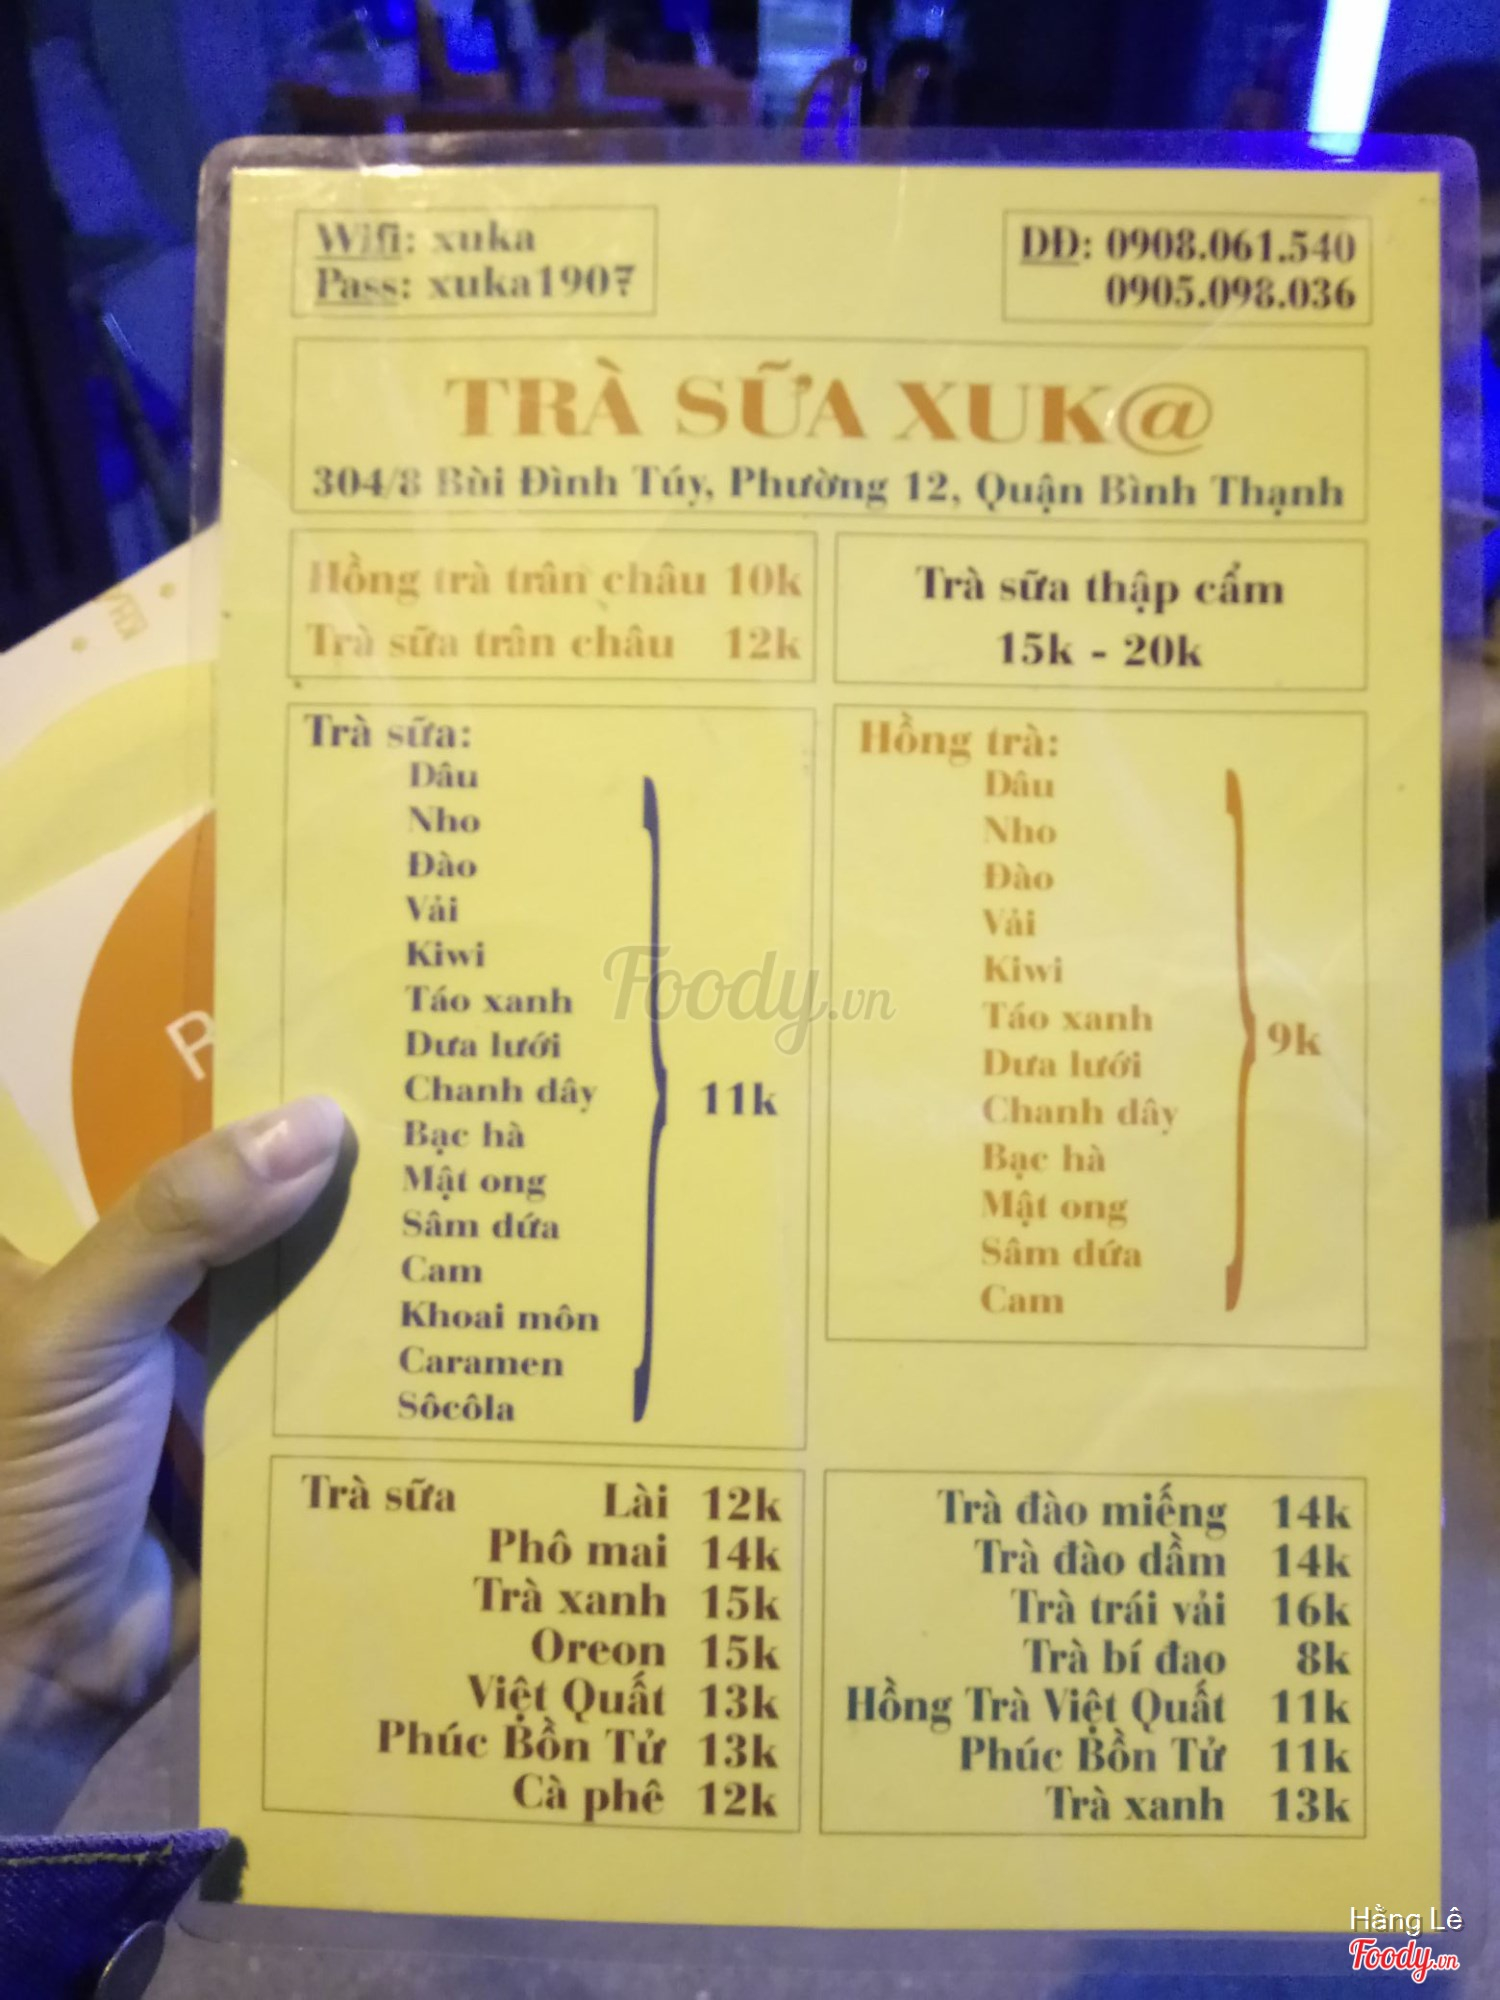 Wifi: xuka
Pass: xuka1907
DĐ: 0908.061.540
0905.098.036
TRÀ SỮA XUK@
304/8 Bùi Đình Túy, Phường 12, Quận Bình Thạnh
Hồng trà trân châu 10k
Trà sữa trân châu 12k
Trà sữa thập cẩm
15k - 20k
Trà sữa:
Dâu
Nho
Đào
Vải
Kiwi
Táo xanh
Dưa lưới
Chanh dây
Bạc hà
Mật ong
Sâm dứa
Cam
Khoai môn
Caramen
Sôcôla
11k
Hồng trà:
Dâu
Nho
Đào
Vải
Kiwi
Táo xanh
Dưa lưới
Chanh dây
Bạc hà
Mật ong
Sâm dứa
Cam
9k
Trà sữa Lài 12k
Phô mai 14k
Trà xanh 15k
Oreon 15k
Việt Quất 13k
Phúc Bồn Tử 13k
Cà phê 12k
Trà đào miếng 14k
Trà đào dầm 14k
Trà trái vải 16k
Trà bí đao 8k
Hồng Trà Việt Quất 11k
Phúc Bồn Tử 11k
Trà xanh 13k
Foody.vn
Hằng Lê
Foody.vn